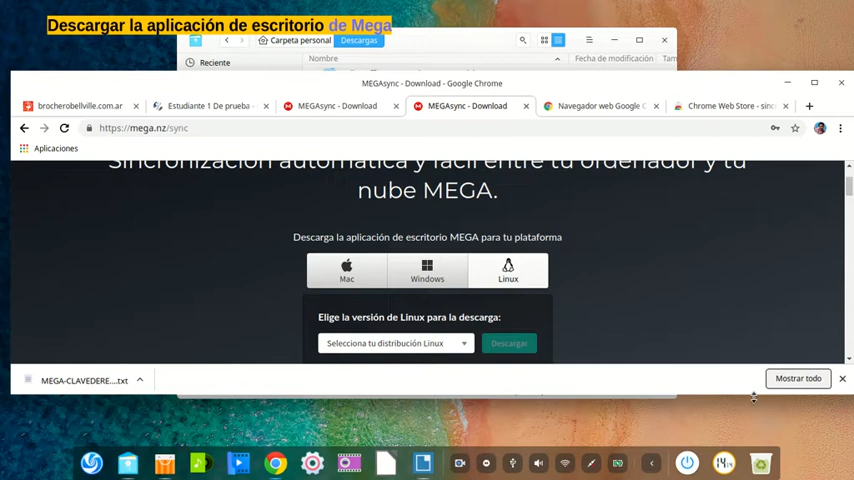 Descargar la aplicación de escritorio de Mega
Carpeta personal
Descargas
Reciente
Nombre
Fecha de modificación
Tam
MEGAsync - Download - Google Chrome
brocherobellville.com.ar
Estudiante 1 De prueba -
MEGAsync - Download
MEGAsync - Download
Navegador web Google C
Chrome Web Store - sinc
https://mega.nz/sync
Aplicaciones
Sincronización automática y fácil entre tu ordenador y tu
nube MEGA.
Descarga la aplicación de escritorio MEGA para tu plataforma
Mac
Windows
Linux
Elige la versión de Linux para la descarga:
Selecciona tu distribución Linux
Descargar
MEGA-CLAVEDERE....txt
Mostrar todo